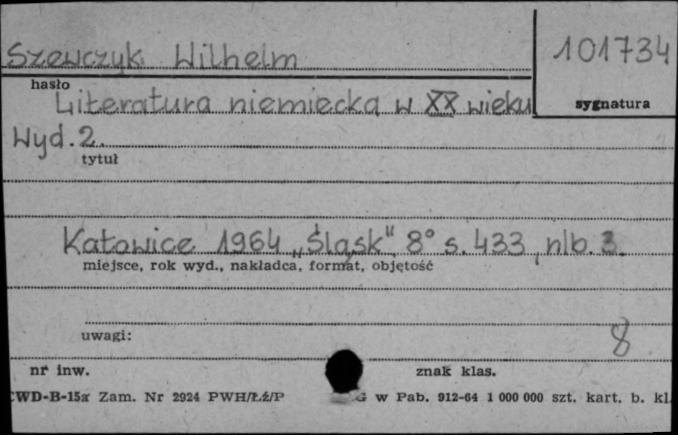 Szewczyk Wilhelm
101734
hasło
Literatura niemiecka w XX wieku
sygnatura
Wyd. 2.
tytuł
Katowice 1964 „Śląsk" 8° s. 433, nlb. 3.
miejsce, rok wyd., nakładca, format, objętość
uwagi:
8
nr inw.
znak klas.
CWD-B-15a Zam. Nr 2924 PWH/Łź/P G w Pab. 912-64 1 000 000 szt. kart. b. kl.